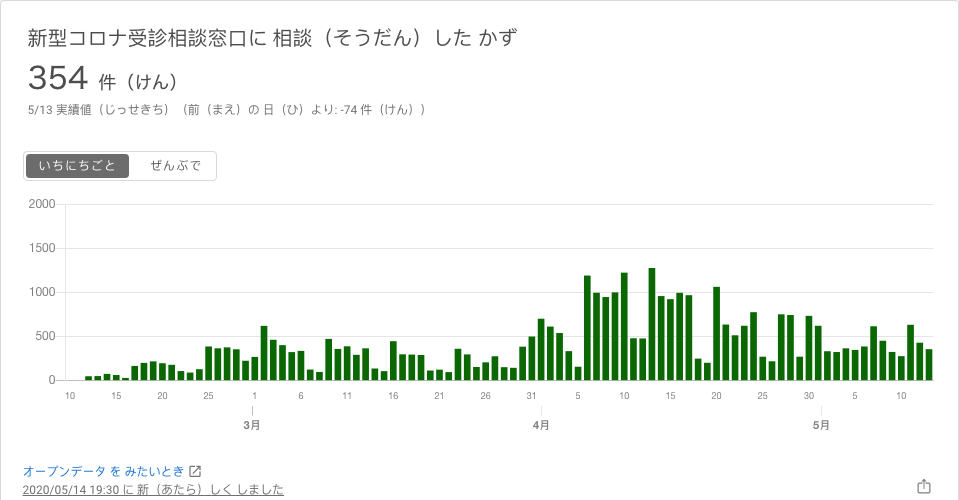 新型コロナ受診相談窓口に 相談（そうだん）した かず
354 件（けん）
5/13 実績値（じっせきち）（前（まえ）の 日（ひ）より: -74 件（けん））
いちにちごと ぜんぶで
2000
1500
1000
500
0
10 15 20 25 1 6 11 16 21 26 31 5 10 15 20 25 30 5 10
3月 4月 5月
オープンデータ を みたいとき
2020/05/14 19:30 に 新（あたら）しく しました